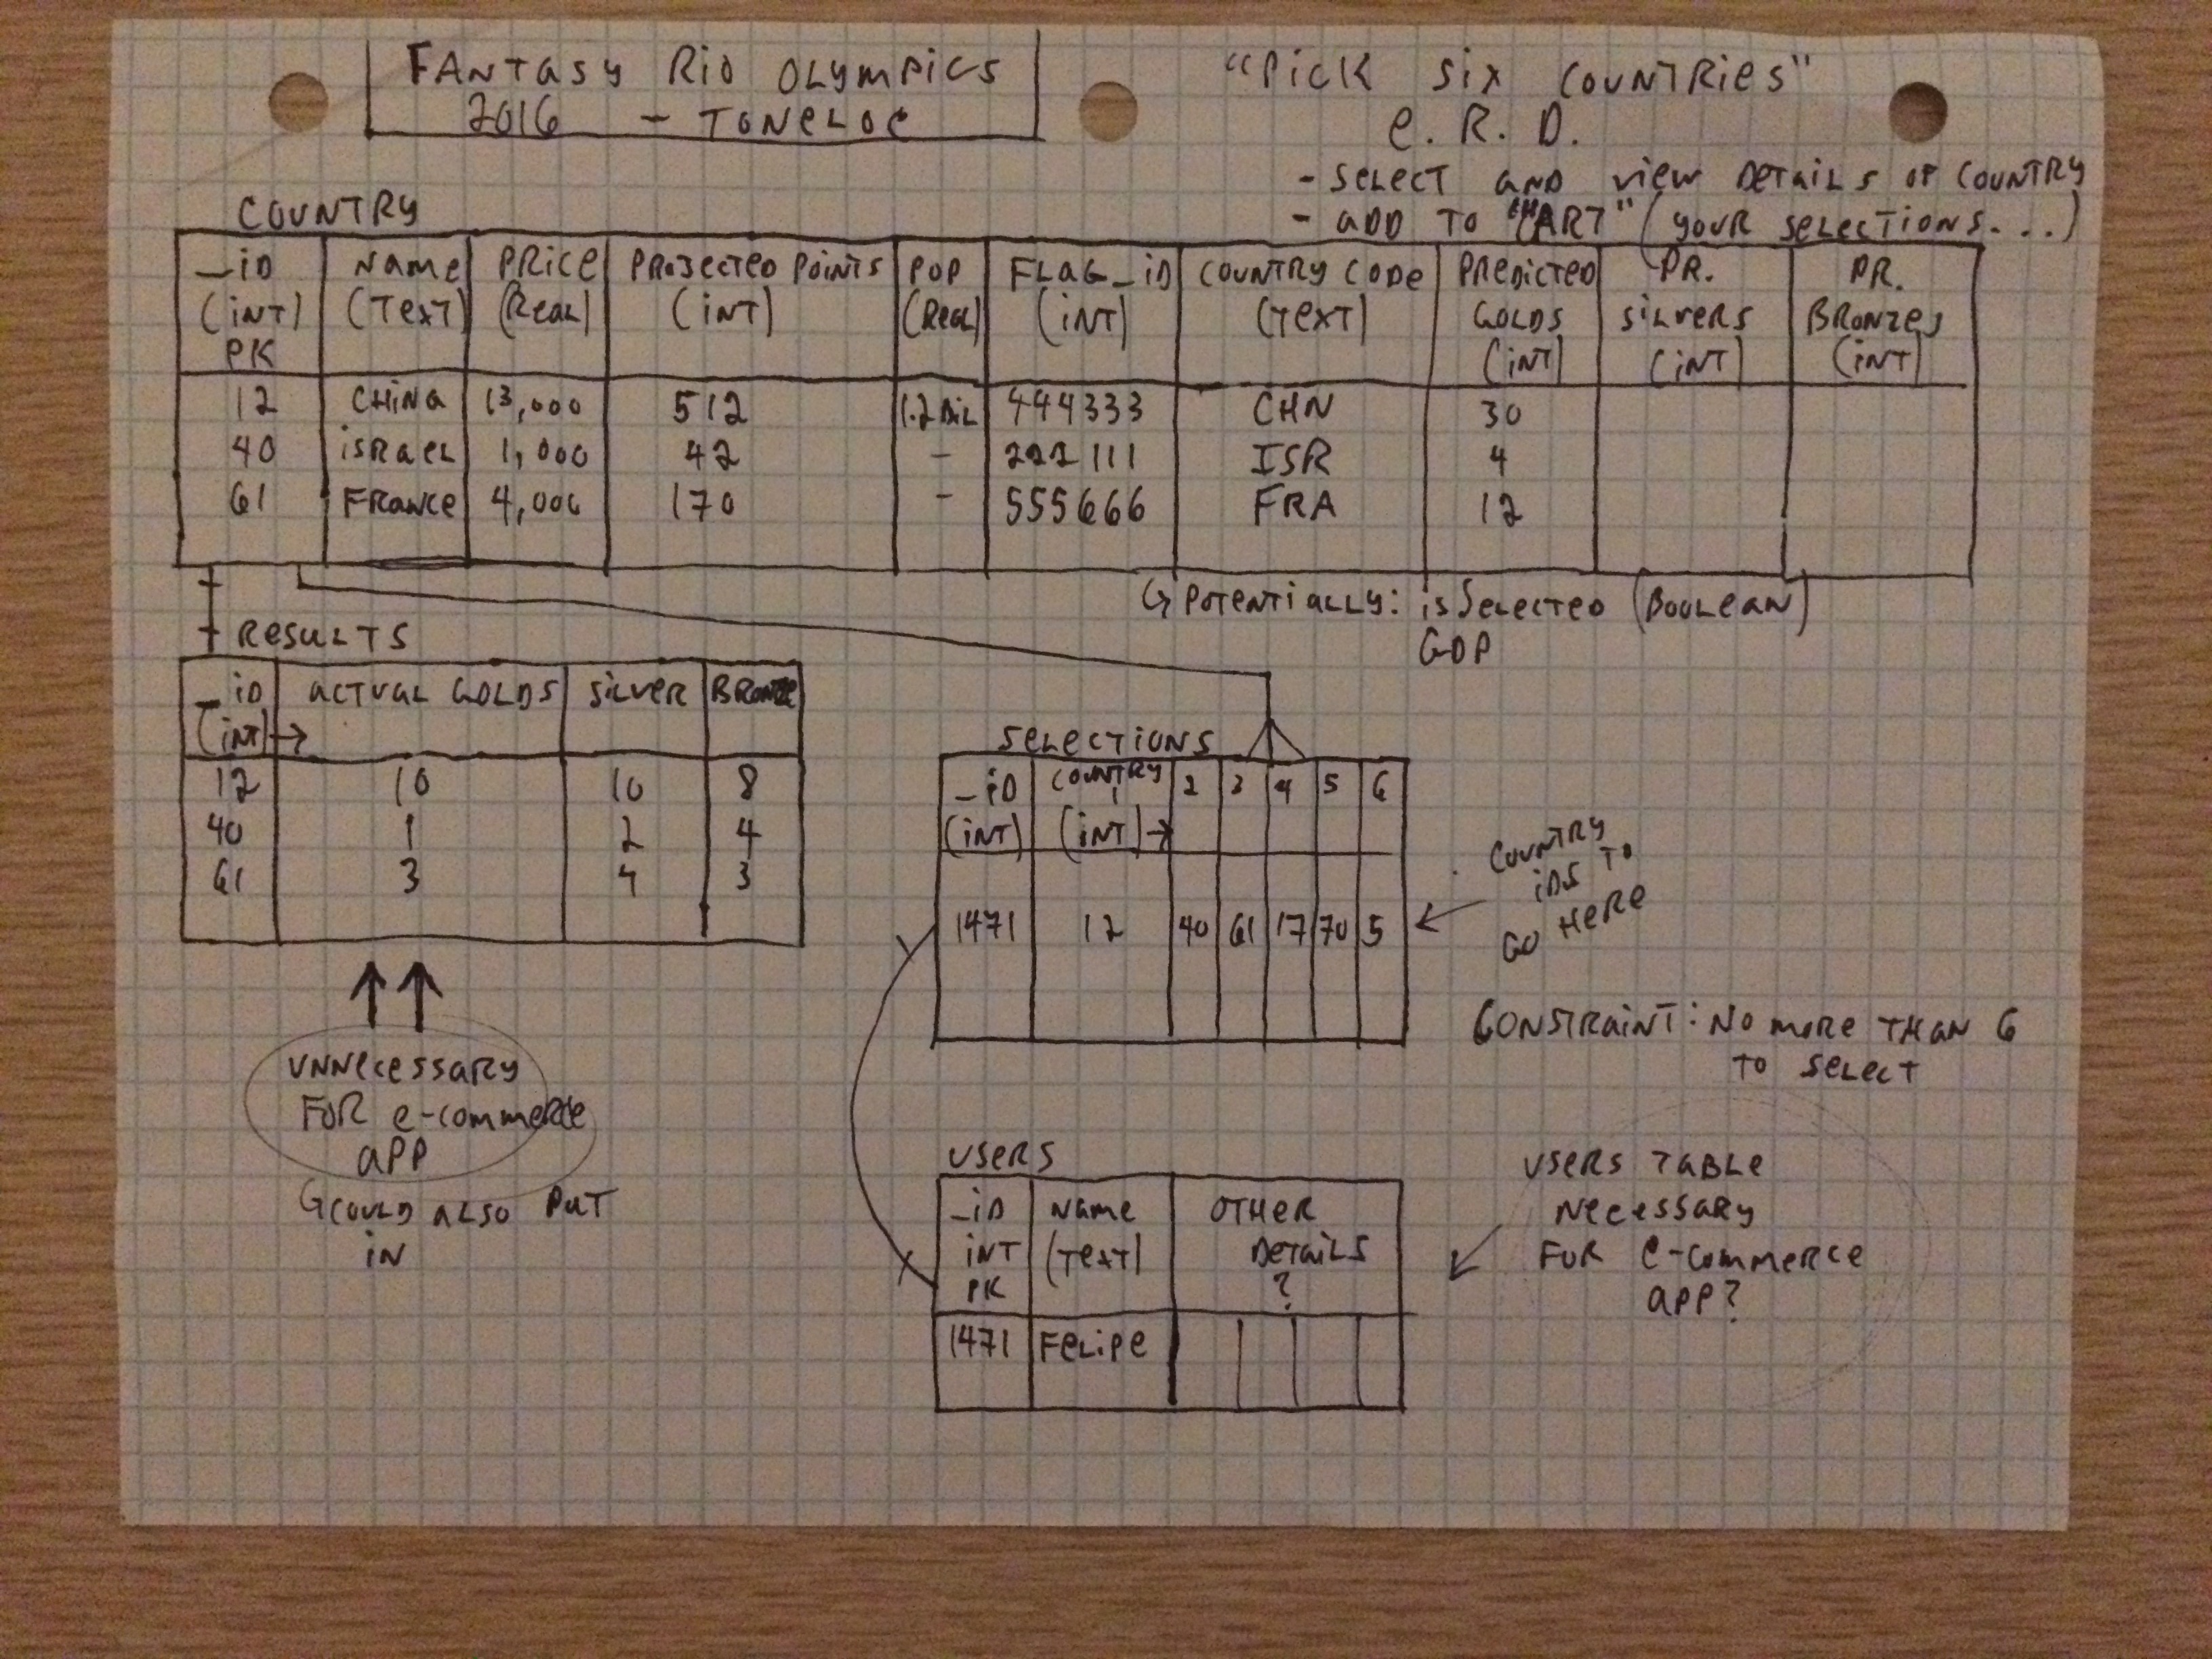 FANTASY RIO OLYMPICS
2016 - TONELOC
"PICK SIX COUNTRIES"
E.R.D.
- SELECT AND VIEW DETAILS OF COUNTRY
- ADD TO "CART" (YOUR SELECTIONS...)
COUNTRY
_ID (INT) PK | NAME (TEXT) | PRICE (REAL) | PROJECTED POINTS (INT) | POP (REAL) | FLAG_ID (INT) | COUNTRY CODE (TEXT) | PREDICTED GOLDS (INT) | PR. SILVERS (INT) | PR. BRONZES (INT)
12 CHINA 13,000 512 1.2BIL 444333 CHN 30
40 ISRAEL 1,000 42 - 222111 ISR 4
61 FRANCE 4,000 170 - 555666 FRA 12
POTENTIALLY: isSelected (BOOLEAN)
GDP
RESULTS
_ID (INT) | ACTUAL GOLDS | SILVER | BRONZE
12 10 10 8
40 1 2 4
61 3 4 3
UNNECESSARY
FOR E-COMMERCE
APP
COULD ALSO PUT
IN
SELECTIONS
_ID (INT) | COUNTRY (INT) | 2 | 3 | 4 | 5 | 6
1471 12 40 61 17 70 5
COUNTRY
IDS TO
GO HERE
CONSTRAINT: NO MORE THAN 6
TO SELECT
USERS
_ID INT PK | NAME (TEXT) | OTHER DETAILS ?
1471 FELIPE
USERS TABLE
NECESSARY
FOR E-COMMERCE
APP?